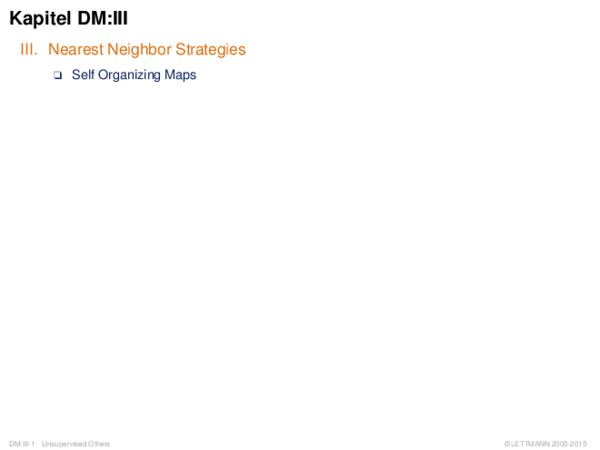 Kapitel DM:III
III. Nearest Neighbor Strategies
❑ Self Organizing Maps
DM:III-1 Unsupervised Others
© LETTMANN 2005-2015